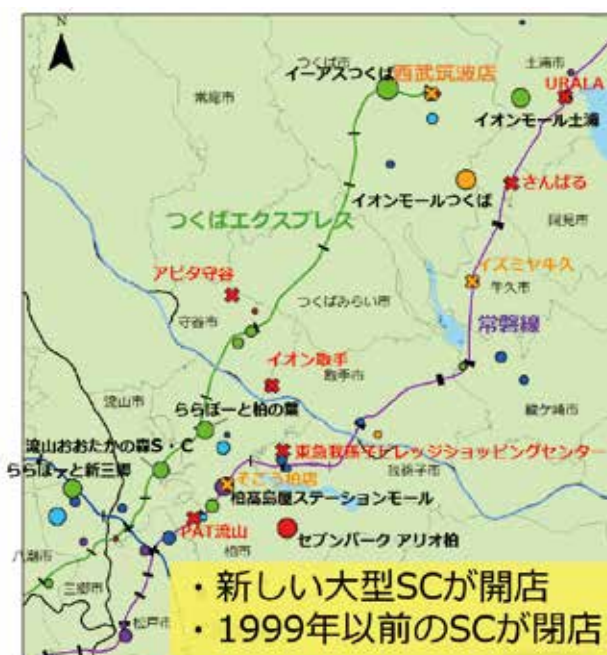 N
つくば市
土浦市
イーアスつくば
西武筑波店
URALA
常総市
イオンモール土浦
さんぱる
イオンモールつくば
阿見町
つくばエクスプレス
アピタ守谷
イズミヤ牛久
牛久市
つくばみらい市
守谷市
常磐線
イオン取手
取手市
流山市
ららぽーと柏の葉
龍ケ崎市
流山おおたかの森S・C
東急我孫子ビレッジショッピングセンター
ららぽーと新三郷
我孫子市
そごう柏店
柏高島屋ステーションモール
PAT流山
セブンパーク アリオ柏
柏市
八潮市
三郷市
松戸市
・新しい大型SCが開店
・1999年以前のSCが閉店